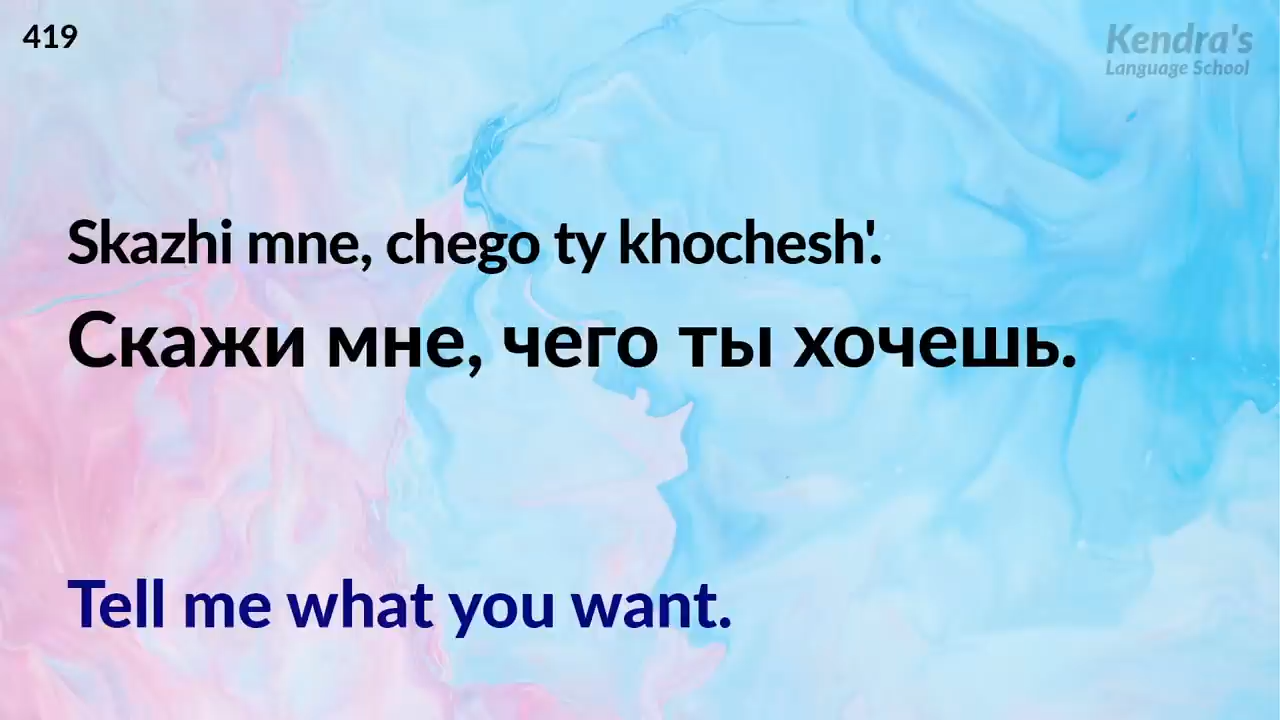 419
Kendra's
Language School
Skazhi mne, chego ty khochesh'.
Скажи мне, чего ты хочешь.
Tell me what you want.